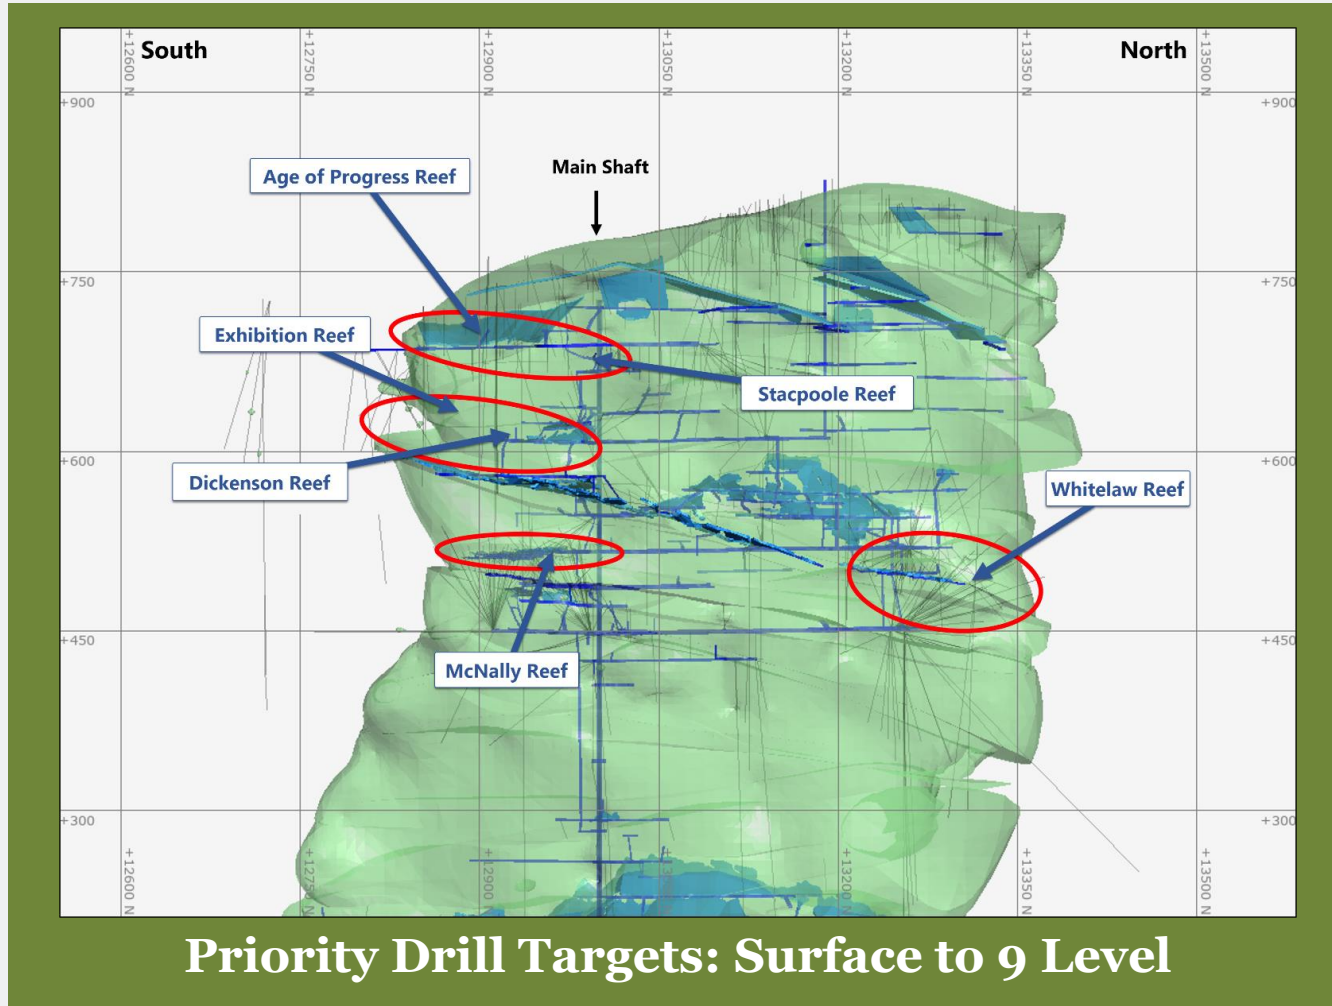 +12600 N
+12750 N
+12900 N
+13050 N
+13200 N
+13350 N
+13500 N
South
North
+900
+900
Main Shaft
Age of Progress Reef
+750
+750
Exhibition Reef
Stacpoole Reef
+600
+600
Dickenson Reef
Whitelaw Reef
+450
+450
McNally Reef
+300
+300
+12600 N
+12750 N
+12900 N
+13200 N
+13350 N
+13500 N
Priority Drill Targets: Surface to 9 Level